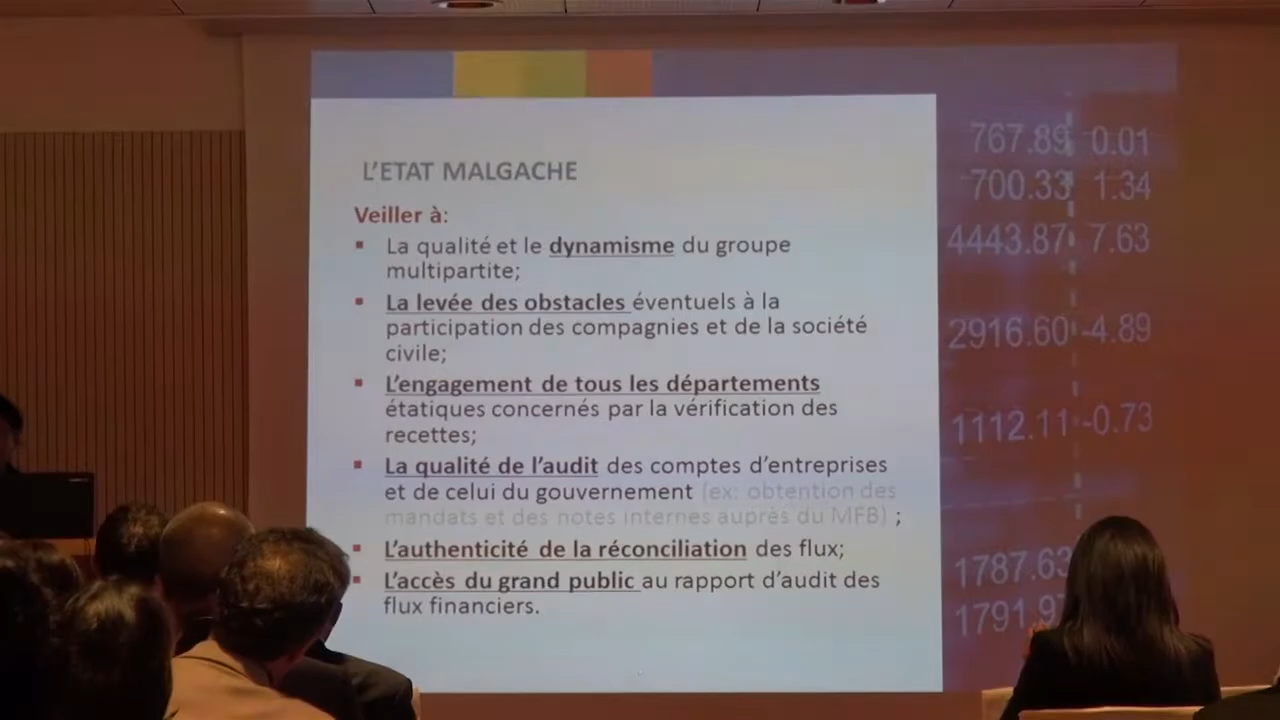 L'ETAT MALGACHE
Veiller à:
▪ La qualité et le dynamisme du groupe
multipartite;
▪ La levée des obstacles éventuels à la
participation des compagnies et de la société
civile;
▪ L'engagement de tous les départements
étatiques concernés par la vérification des
recettes;
▪ La qualité de l'audit des comptes d'entreprises
et de celui du gouvernement (ex: obtention des
mandats et des notes internes auprès du MFB) ;
▪ L'authenticité de la réconciliation des flux;
▪ L'accès du grand public au rapport d'audit des
flux financiers.
767.89 0.01
700.33 1.34
4443.87 7.63
2916.60 -4.89
1112.11 -0.73
1787.63
1791.97